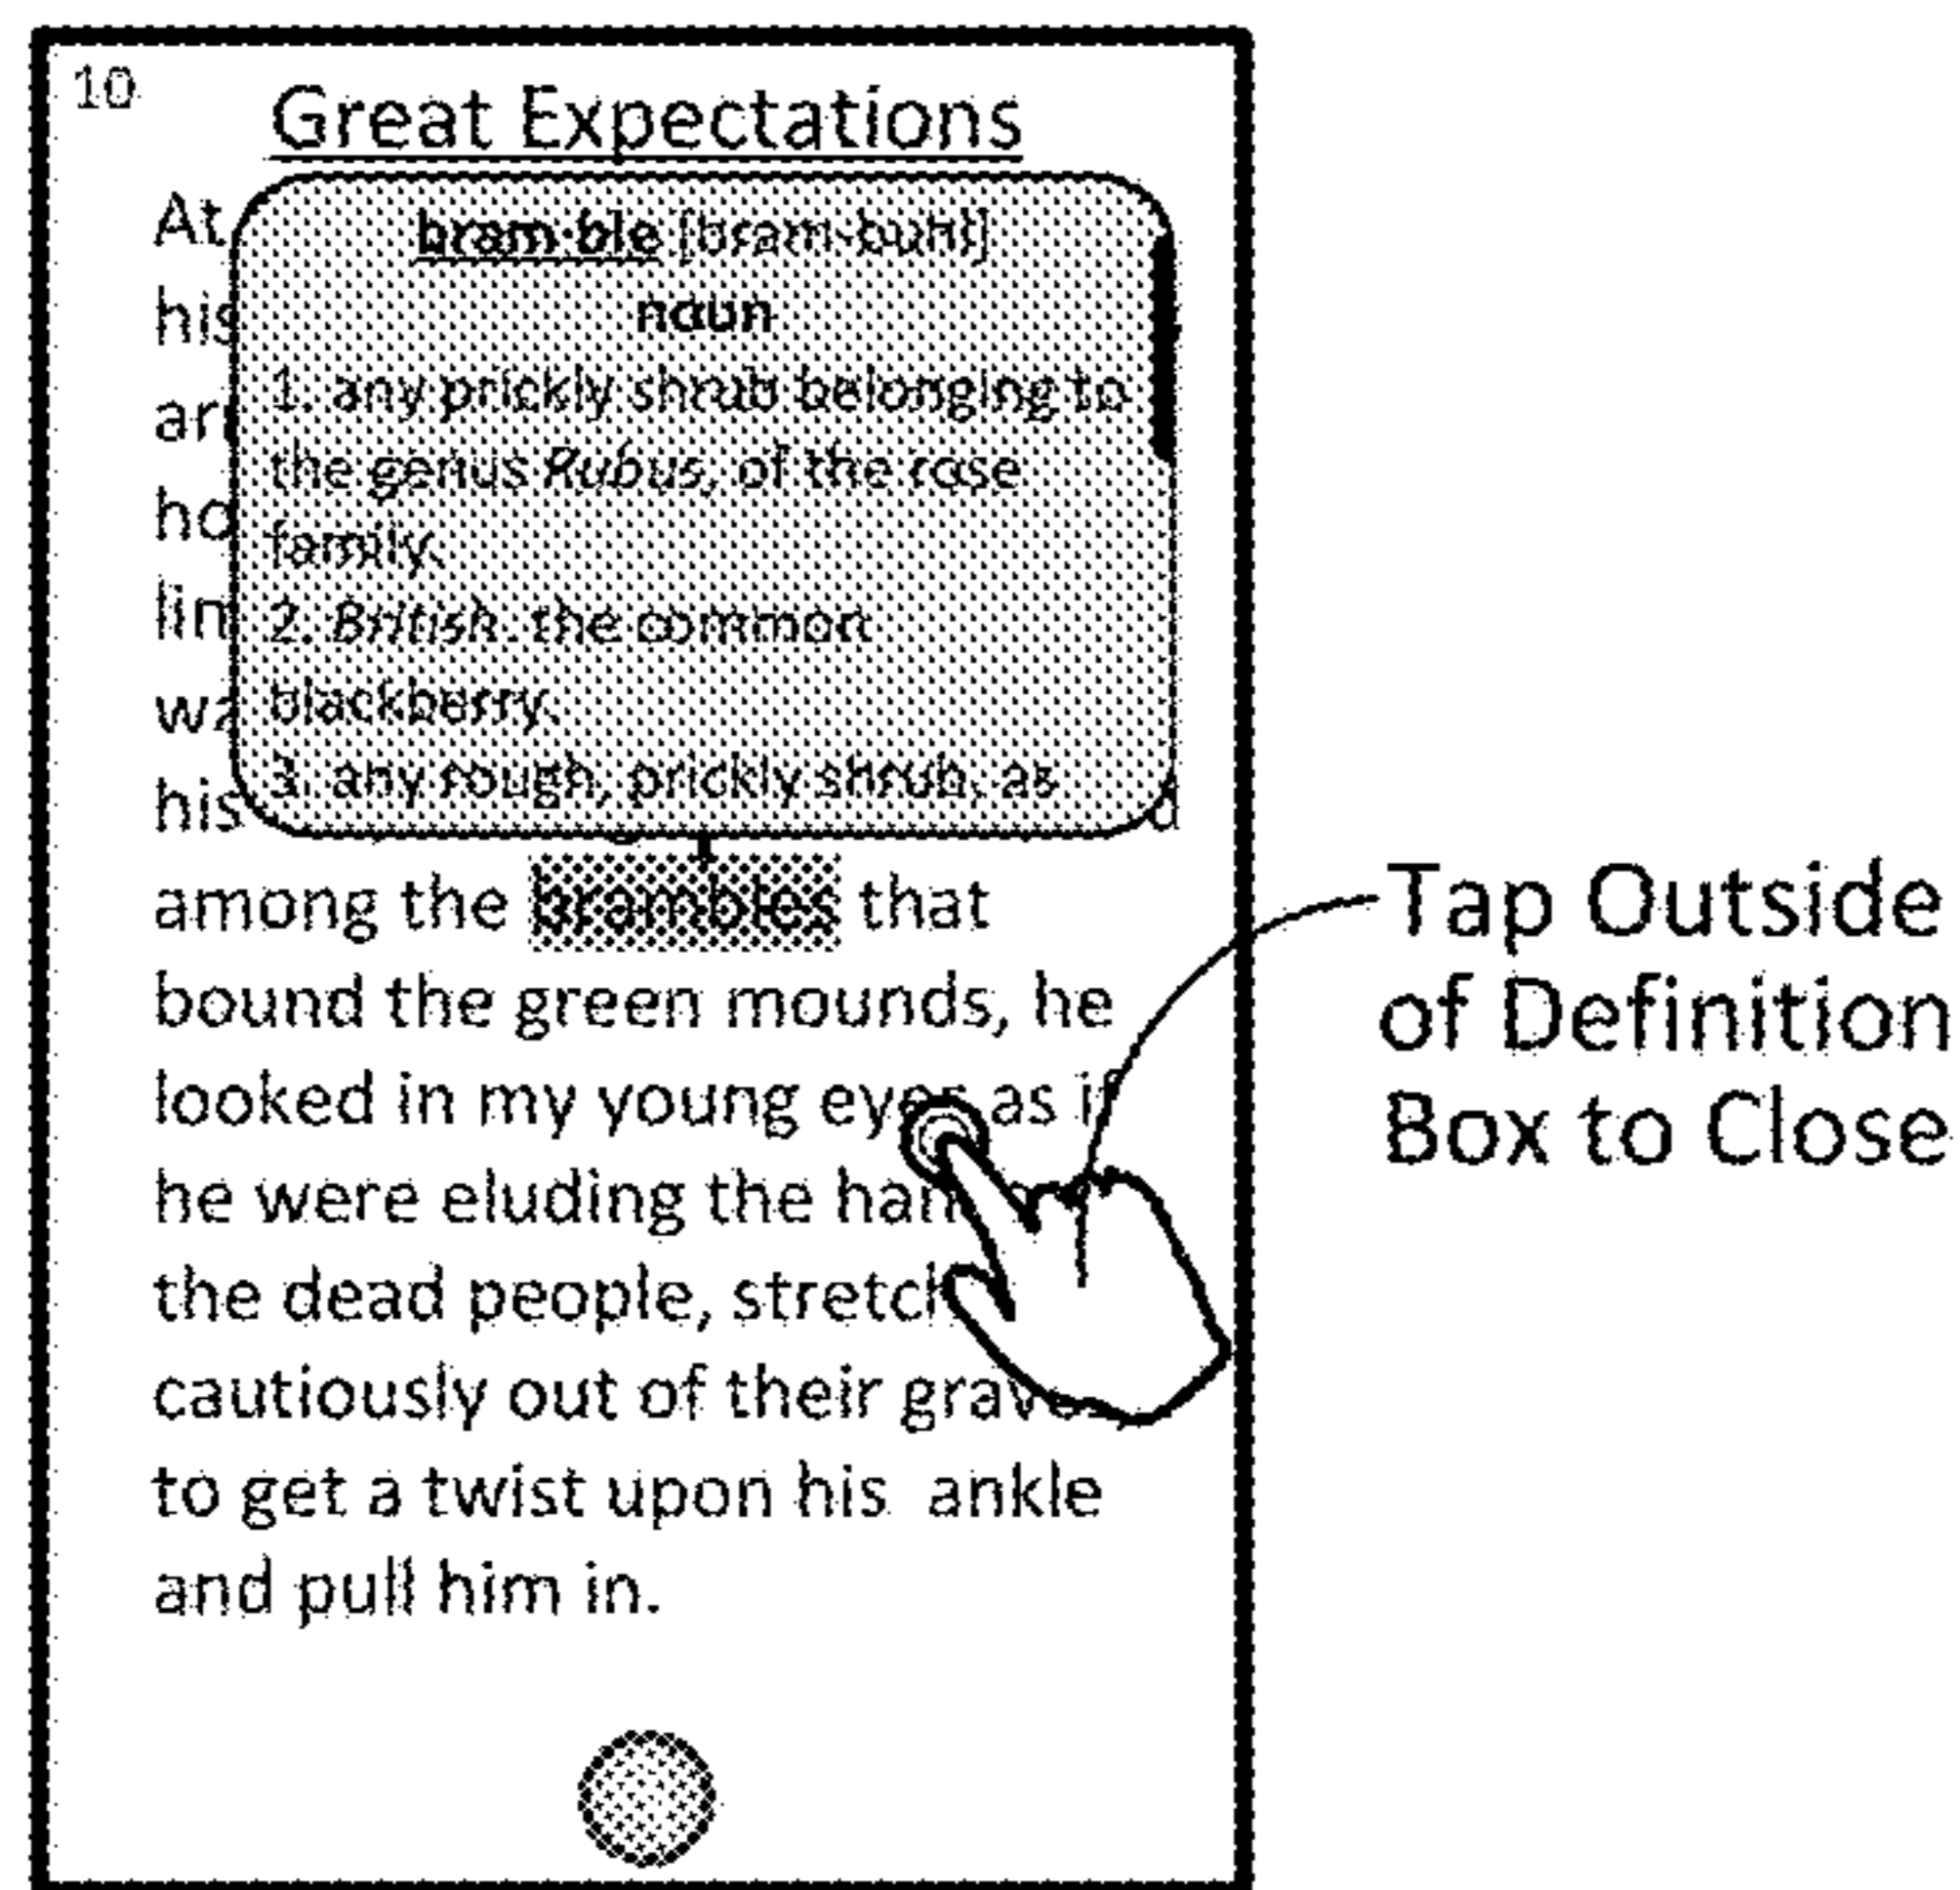 10
Great Expectations
At
his
ho
lin
wa
his
bram·ble [bram-buhl]
noun
1. any prickly shrub belonging to
the genus Rubus, of the rose
family.
2. British. the common
blackberry.
3. any rough, prickly shrub, as
among the brambles that
bound the green mounds, he
looked in my young eyes as if
he were eluding the han
the dead people, stretch
cautiously out of their grave
to get a twist upon his ankle
and pull him in.
Tap Outside
of Definition
Box to Close